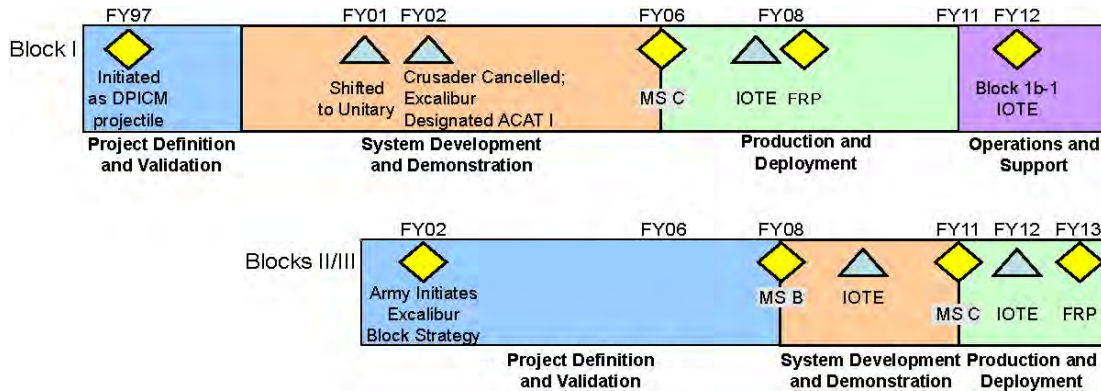 FY97 FY01 FY02 FY06 FY08 FY11 FY12
Block I
Initiated
as DPICM
projectile
Shifted
to Unitary
Crusader Cancelled;
Excalibur
Designated ACAT I
MS C
IOTE
FRP
Block 1b-1
IOTE
Project Definition
and Validation
System Development
and Demonstration
Production and
Deployment
Operations and
Support
FY02 FY06 FY08 FY11 FY12 FY13
Blocks II/III
Army Initiates
Excalibur
Block Strategy
MS B
IOTE
MS C
IOTE
FRP
Project Definition
and Validation
System Development
and Demonstration
Production and
Deployment